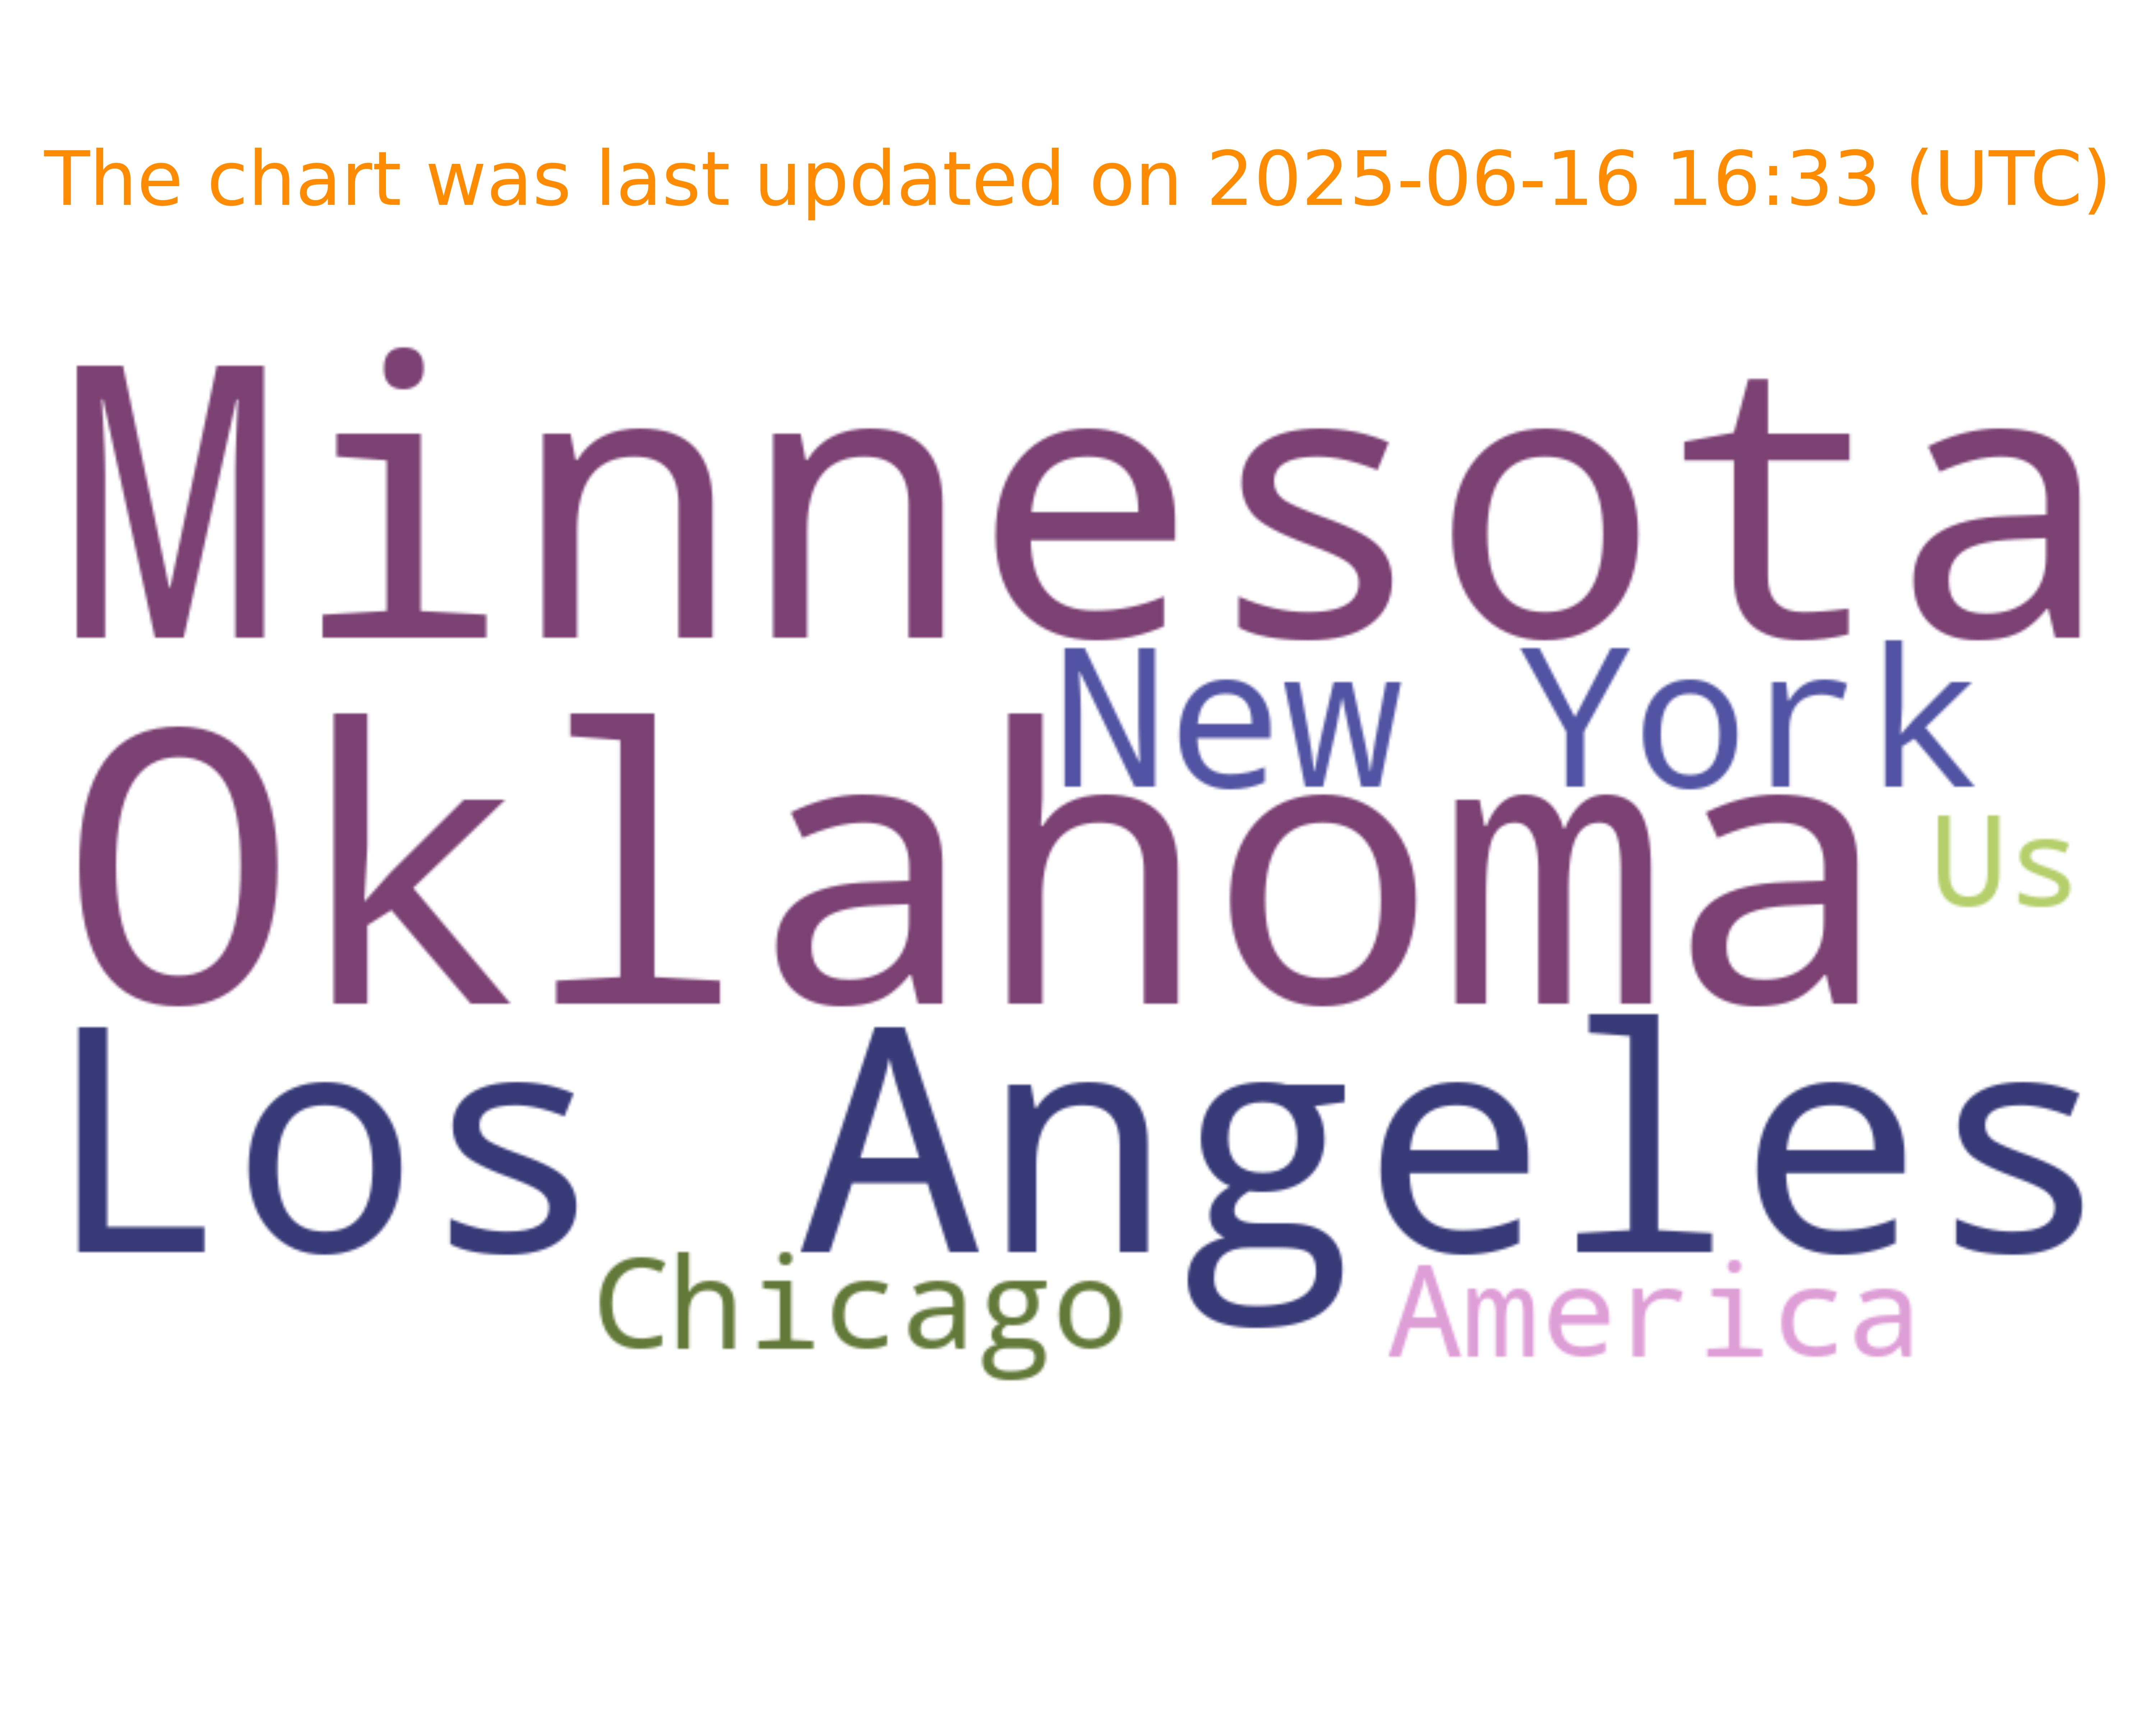 The chart was last updated on 2025-06-16 16:33 (UTC)
Minnesota
New York
Oklahoma
Us
Los Angeles
Chicago
America